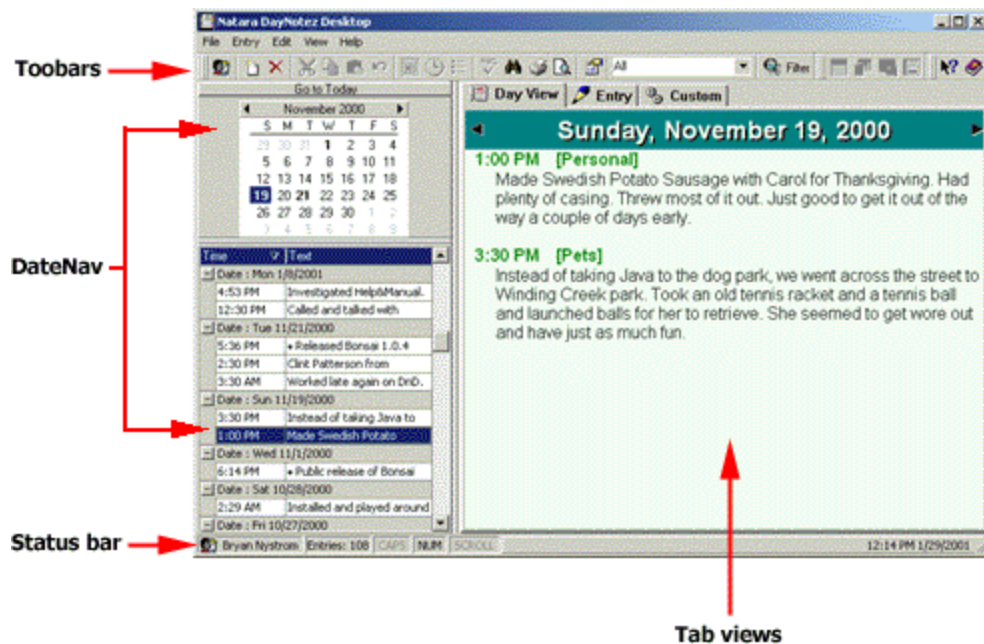 Natara DayNotez Desktop
File Entry Edit View Help
Toobars
All
Filter
Go to Today
November 2000
S M T W T F S
29 30 31 1 2 3 4
5 6 7 8 9 10 11
12 13 14 15 16 17 18
19 20 21 22 23 24 25
26 27 28 29 30 1 2
3 4 5 6 7 8 9
DateNav
Time Text
Date : Mon 1/8/2001
4:53 PM Investigated Help&Manual.
12:30 PM Called and talked with
Date : Tue 11/21/2000
5:36 PM • Released Bonsai 1.0.4
2:30 PM Clint Patterson from
3:30 AM Worked late again on DnD.
Date : Sun 11/19/2000
3:30 PM Instead of taking Java to
1:00 PM Made Swedish Potato
Date : Wed 11/1/2000
6:14 PM • Public release of Bonsai
Date : Sat 10/28/2000
2:29 AM Installed and played around
Date : Fri 10/27/2000
Day View Entry Custom
Sunday, November 19, 2000
1:00 PM [Personal]
Made Swedish Potato Sausage with Carol for Thanksgiving. Had
plenty of casing. Threw most of it out. Just good to get it out of the
way a couple of days early.
3:30 PM [Pets]
Instead of taking Java to the dog park, we went across the street to
Winding Creek park. Took an old tennis racket and a tennis ball
and launched balls for her to retrieve. She seemed to get wore out
and have just as much fun.
Status bar
Bryan Nystrom Entries: 108 CAPS NUM SCROLL
12:14 PM 1/29/2001
Tab views